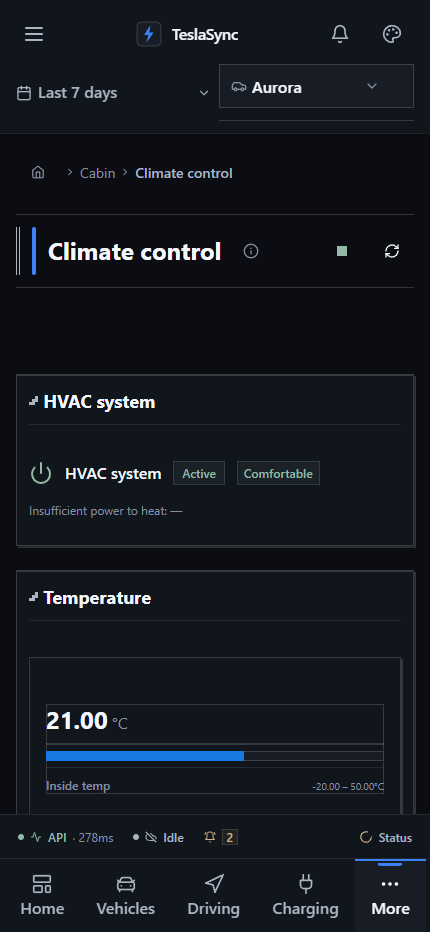 TeslaSync
Last 7 days
Aurora
Cabin
Climate control
Climate control
HVAC system
HVAC system
Active
Comfortable
Insufficient power to heat: —
Temperature
21.00 °C
Inside temp
-20.00 – 50.00°C
API · 278ms
Idle
2
Status
Home
Vehicles
Driving
Charging
More